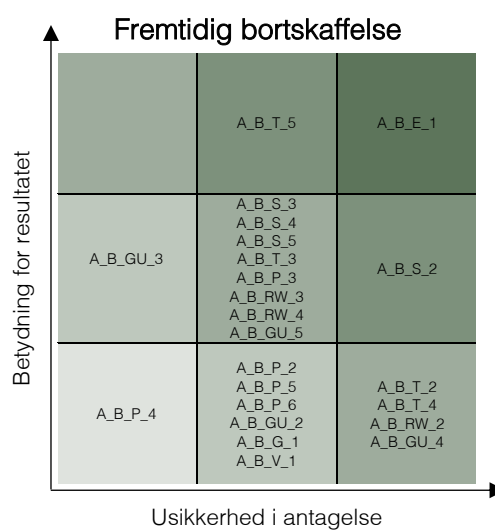 Fremtidig bortskaffelse
Betydning for resultatet
A_B_T_5
A_B_E_1
A_B_GU_3
A_B_S_3
A_B_S_4
A_B_S_5
A_B_T_3
A_B_P_3
A_B_RW_3
A_B_RW_4
A_B_GU_5
A_B_S_2
A_B_P_4
A_B_P_2
A_B_P_5
A_B_P_6
A_B_GU_2
A_B_G_1
A_B_V_1
A_B_T_2
A_B_T_4
A_B_RW_2
A_B_GU_4
Usikkerhed i antagelse